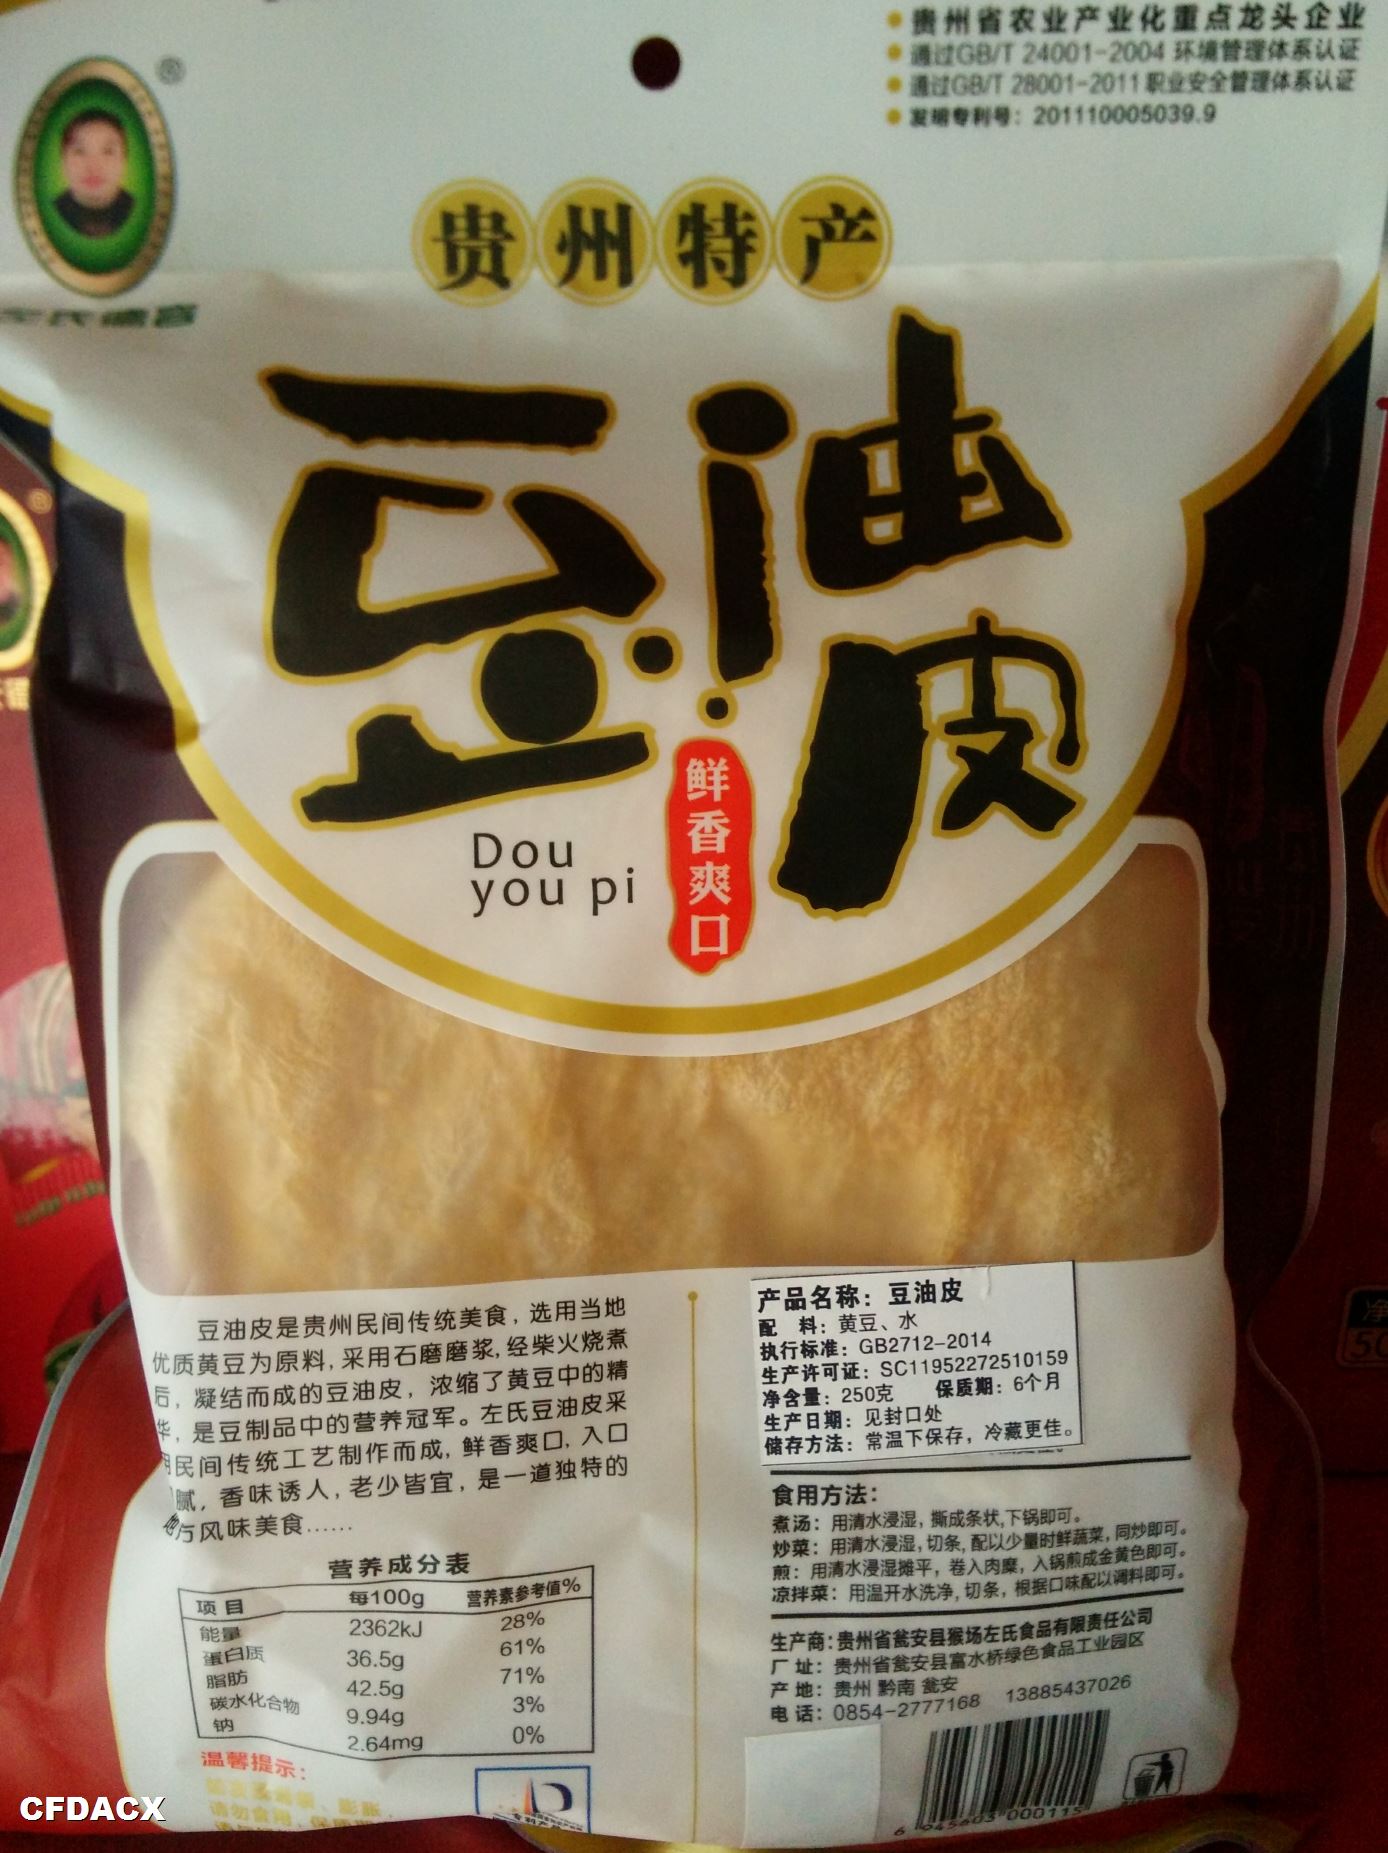 贵州省农业产业化重点龙头企业
通过GB/T 24001-2004 环境管理体系认证
通过GB/T 28001-2011 职业安全管理体系认证
发明专利号：201110005039.9
®
贵州特产
豆油皮
Dou
you pi
鲜香爽口
豆油皮是贵州民间传统美食，选用当地
优质黄豆为原料，采用石磨磨浆，经柴火烧煮
后，凝结而成的豆油皮，浓缩了黄豆中的精
华，是豆制品中的营养冠军。左氏豆油皮采
用民间传统工艺制作而成，鲜香爽口，入口
腻，香味诱人，老少皆宜，是一道独特的
地方风味美食……
营养成分表
项目 每100g 营养素参考值%
能量 2362kJ 28%
蛋白质 36.5g 61%
脂肪 42.5g 71%
碳水化合物 9.94g 3%
钠 2.64mg 0%
温馨提示：
产品名称：豆油皮
配 料：黄豆、水
执行标准：GB2712-2014
生产许可证：SC11952272510159
净含量：250克 保质期：6个月
生产日期：见封口处
储存方法：常温下保存，冷藏更佳。
食用方法：
煮汤：用清水浸湿，撕成条状，下锅即可。
炒菜：用清水浸湿，切条，配以少量时鲜蔬菜，同炒即可。
煎：用清水浸湿摊平，卷入肉糜，入锅煎成金黄色即可。
凉拌菜：用温开水洗净，切条，根据口味配以调料即可。
生产商：贵州省瓮安县猴场左氏食品有限责任公司
厂 址：贵州省瓮安县富水桥绿色食品工业园区
产 地：贵州 黔南 瓮安
电 话：0854-2777168 13885437026
6 945603 000115
CFDACX